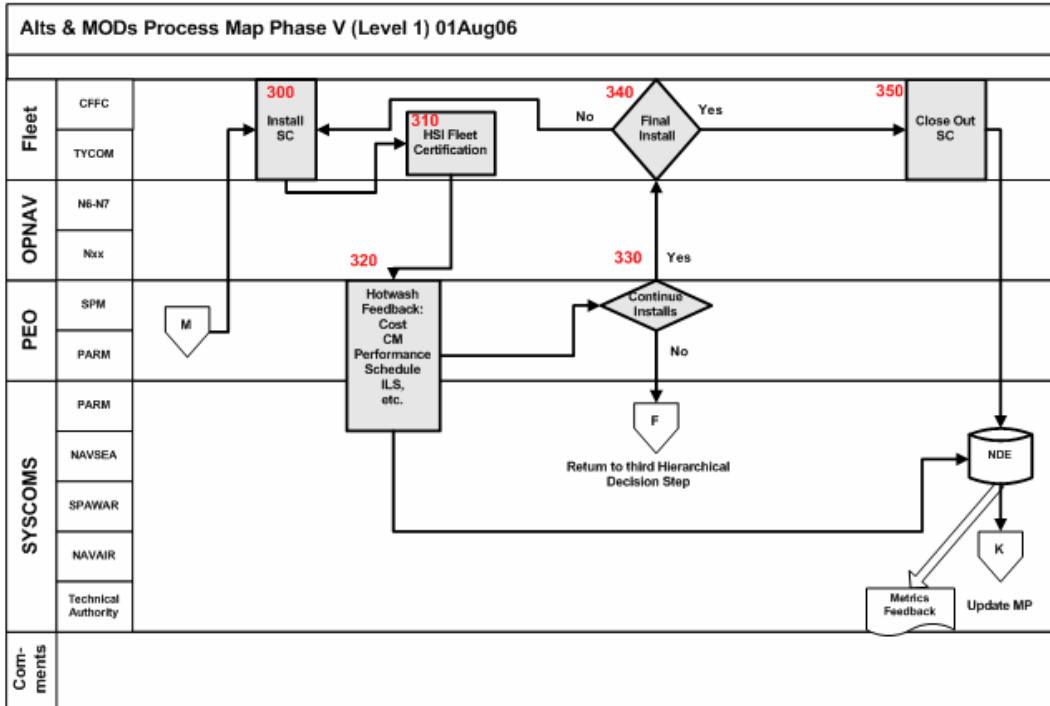 Alts & MODs Process Map Phase V (Level 1) 01Aug06
Fleet
CFFC
TYCOM
300
Install
SC
310
HSI Fleet
Certification
No
340
Final
Install
Yes
350
Close Out
SC
OPNAV
N6-N7
Nxx
320
330
Yes
PEO
SPM
PARM
M
Hotwash
Feedback:
Cost
CM
Performance
Schedule
ILS,
etc.
Continue
Installs
No
SYSCOMS
PARM
NAVSEA
SPAWAR
NAVAIR
Technical
Authority
F
Return to third Hierarchical
Decision Step
NDE
K
Update MP
Metrics
Feedback
Com-
ments